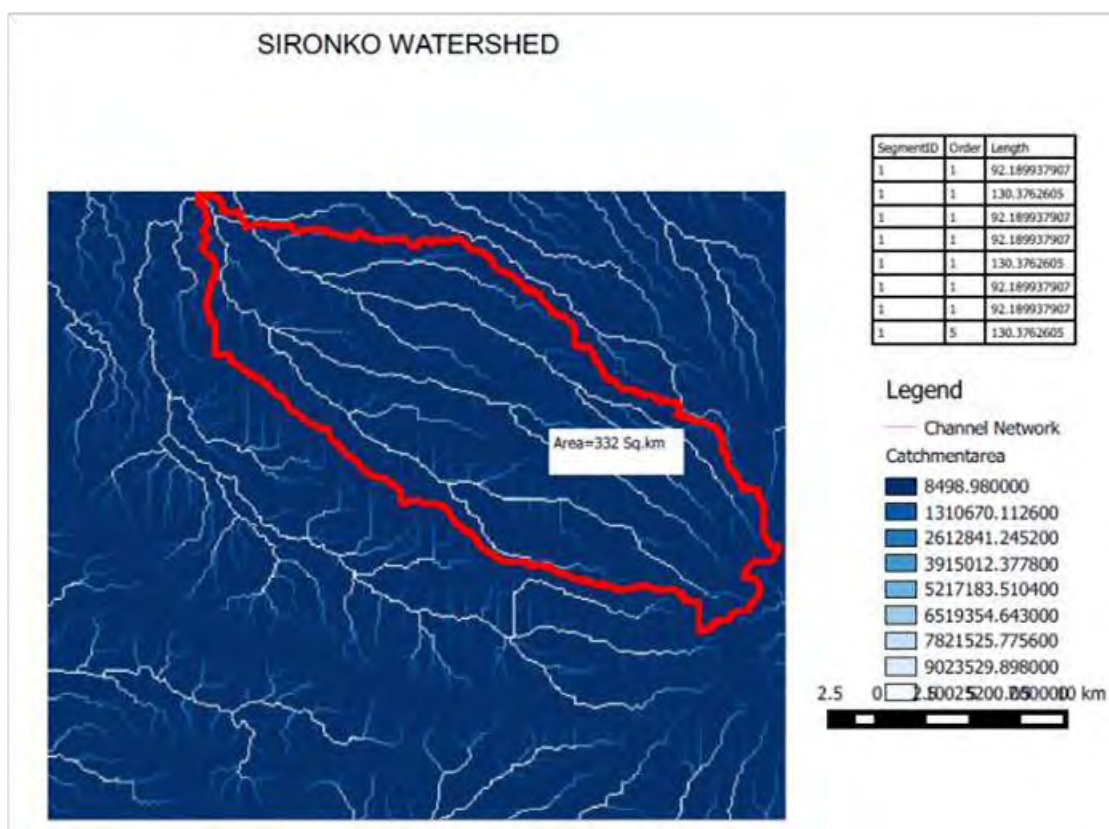 SIRONKO WATERSHED
SegmentID Order Length
1 1 92.189937907
1 1 130.3762605
1 1 92.189937907
1 1 92.189937907
1 1 130.3762605
1 1 92.189937907
1 1 92.189937907
1 5 130.3762605
Area=332 Sq.km
Legend
Channel Network
Catchmentarea
8498.980000
1310670.112600
2612841.245200
3915012.377800
5217183.510400
6519354.643000
7821525.775600
9023529.898000
2.5 0 10 km